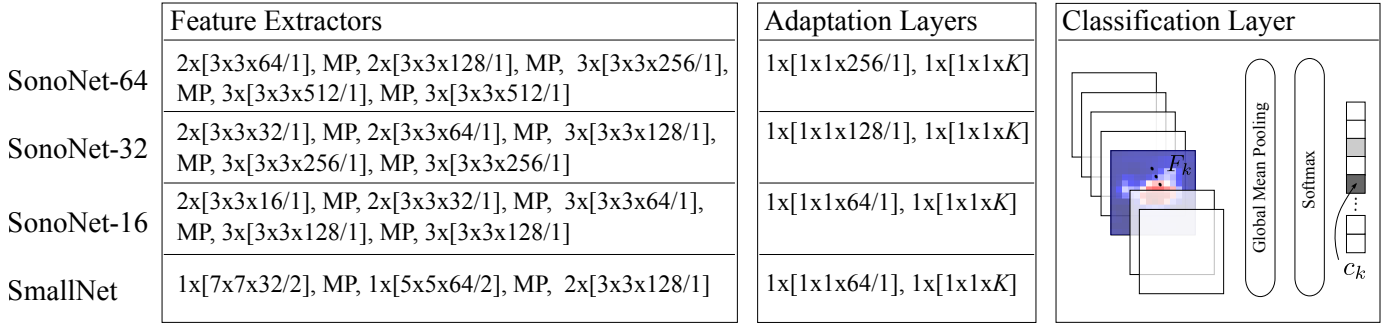 Feature Extractors
Adaptation Layers
Classification Layer
SonoNet-64
2x[3x3x64/1], MP, 2x[3x3x128/1], MP, 3x[3x3x256/1],
MP, 3x[3x3x512/1], MP, 3x[3x3x512/1]
1x[1x1x256/1], 1x[1x1xK]
SonoNet-32
2x[3x3x32/1], MP, 2x[3x3x64/1], MP, 3x[3x3x128/1],
MP, 3x[3x3x256/1], MP, 3x[3x3x256/1]
1x[1x1x128/1], 1x[1x1xK]
SonoNet-16
2x[3x3x16/1], MP, 2x[3x3x32/1], MP, 3x[3x3x64/1],
MP, 3x[3x3x128/1], MP, 3x[3x3x128/1]
1x[1x1x64/1], 1x[1x1xK]
SmallNet
1x[7x7x32/2], MP, 1x[5x5x64/2], MP, 2x[3x3x128/1]
1x[1x1x64/1], 1x[1x1xK]
F_k
Global Mean Pooling
Softmax
c_k